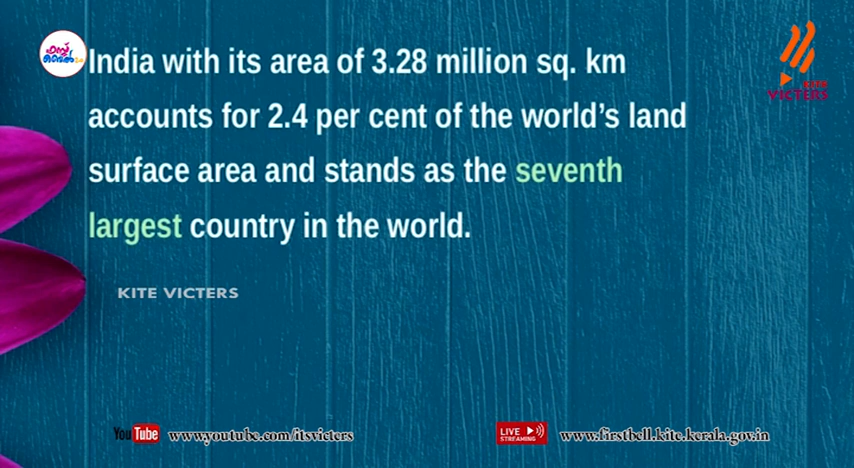 India with its area of 3.28 million sq. km
accounts for 2.4 per cent of the world's land
surface area and stands as the seventh
largest country in the world.
KITE VICTERS
KITE
VICTERS
YouTube www.youtube.com/itsvicters
LIVE
STREAMING
www.firstbell.kite.kerala.gov.in